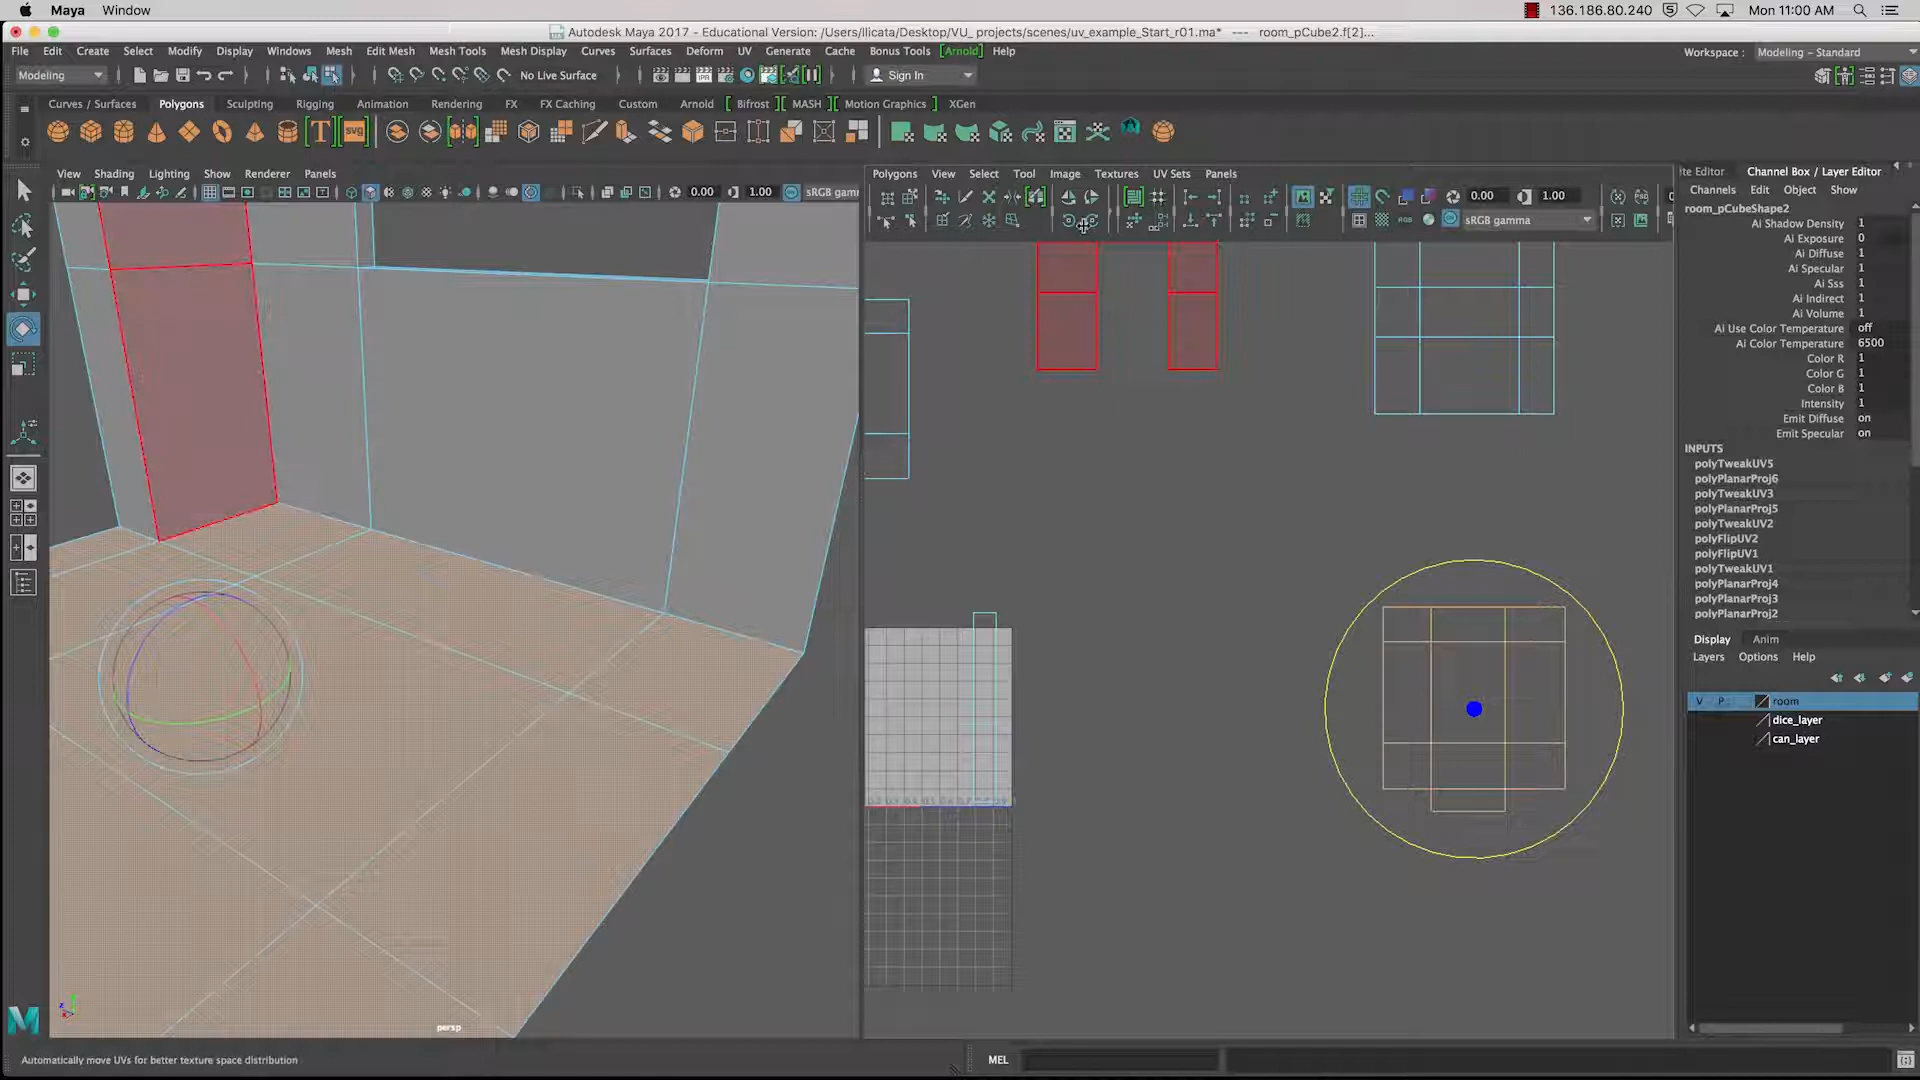 Maya Window 136.186.80.240 Mon 11:00 AM
Autodesk Maya 2017 - Educational Version: /Users/llicata/Desktop/VU_ projects/scenes/uv_example_Start_r01.ma* --- room_pCube2.f[2]...
File Edit Create Select Modify Display Windows Mesh Edit Mesh Mesh Tools Mesh Display Curves Surfaces Deform UV Generate Cache Bonus Tools [Arnold] Help Workspace : Modeling - Standard
Modeling No Live Surface Sign In
Curves / Surfaces Polygons Sculpting Rigging Animation Rendering FX FX Caching Custom Arnold [ Bifrost ][ MASH ][ Motion Graphics ] XGen
T svg
View Shading Lighting Show Renderer Panels
0.00 1.00 sRGB gamm
Polygons View Select Tool Image Textures UV Sets Panels
0.00 1.00
sRGB gamma
te Editor Channel Box / Layer Editor
Channels Edit Object Show
room_pCubeShape2
Ai Shadow Density 1
Ai Exposure 0
Ai Diffuse 1
Ai Specular 1
Ai Sss 1
Ai Indirect 1
Ai Volume 1
Ai Use Color Temperature off
Ai Color Temperature 6500
Color R 1
Color G 1
Color B 1
Intensity 1
Emit Diffuse on
Emit Specular on
INPUTS
polyTweakUV5
polyPlanarProj6
polyTweakUV3
polyPlanarProj5
polyTweakUV2
polyFlipUV2
polyFlipUV1
polyTweakUV1
polyPlanarProj4
polyPlanarProj3
polyPlanarProj2
Display Anim
Layers Options Help
V P room
dice_layer
can_layer
persp
Automatically move UVs for better texture space distribution MEL